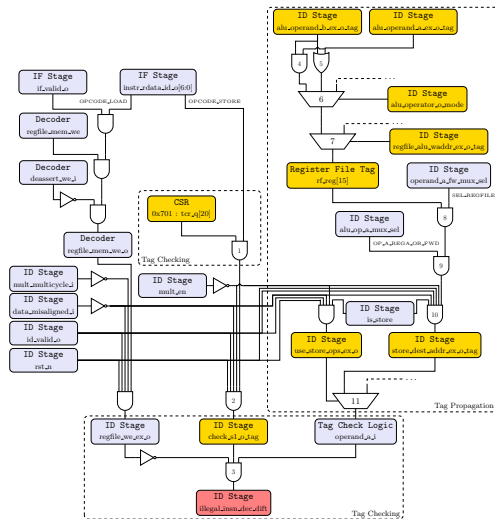 ID Stage
alu_operand_b_ex_o_tag
ID Stage
alu_operand_a_ex_o_tag
4
5
IF Stage
if_valid_o
IF Stage
instr_rdata_id_o[6:0]
OPCODE_LOAD
OPCODE_STORE
6
ID Stage
alu_operator_o_mode
Decoder
regfile_mem_we
7
ID Stage
regfile_alu_waddr_ex_o_tag
Decoder
deassert_we_i
Register File Tag
rf_reg[15]
ID Stage
operand_a_fw_mux_sel
SEL_REGFILE
CSR
0x701 : tcr_q[20]
8
ID Stage
alu_op_a_mux_sel
Decoder
regfile_mem_we_o
1
OP_A_REGA_OR_FWD
Tag Checking
9
ID Stage
mult_multicycle_i
ID Stage
mult_en
ID Stage
data_misaligned_i
ID Stage
is_store
10
ID Stage
id_valid_o
ID Stage
rst_n
ID Stage
use_store_ops_ex_o
ID Stage
store_dest_addr_ex_o_tag
2
11
Tag Propagation
ID Stage
regfile_we_ex_o
ID Stage
check_s1_o_tag
Tag Check Logic
operand_a_i
3
ID Stage
illegal_insn_dec_dift
Tag Checking